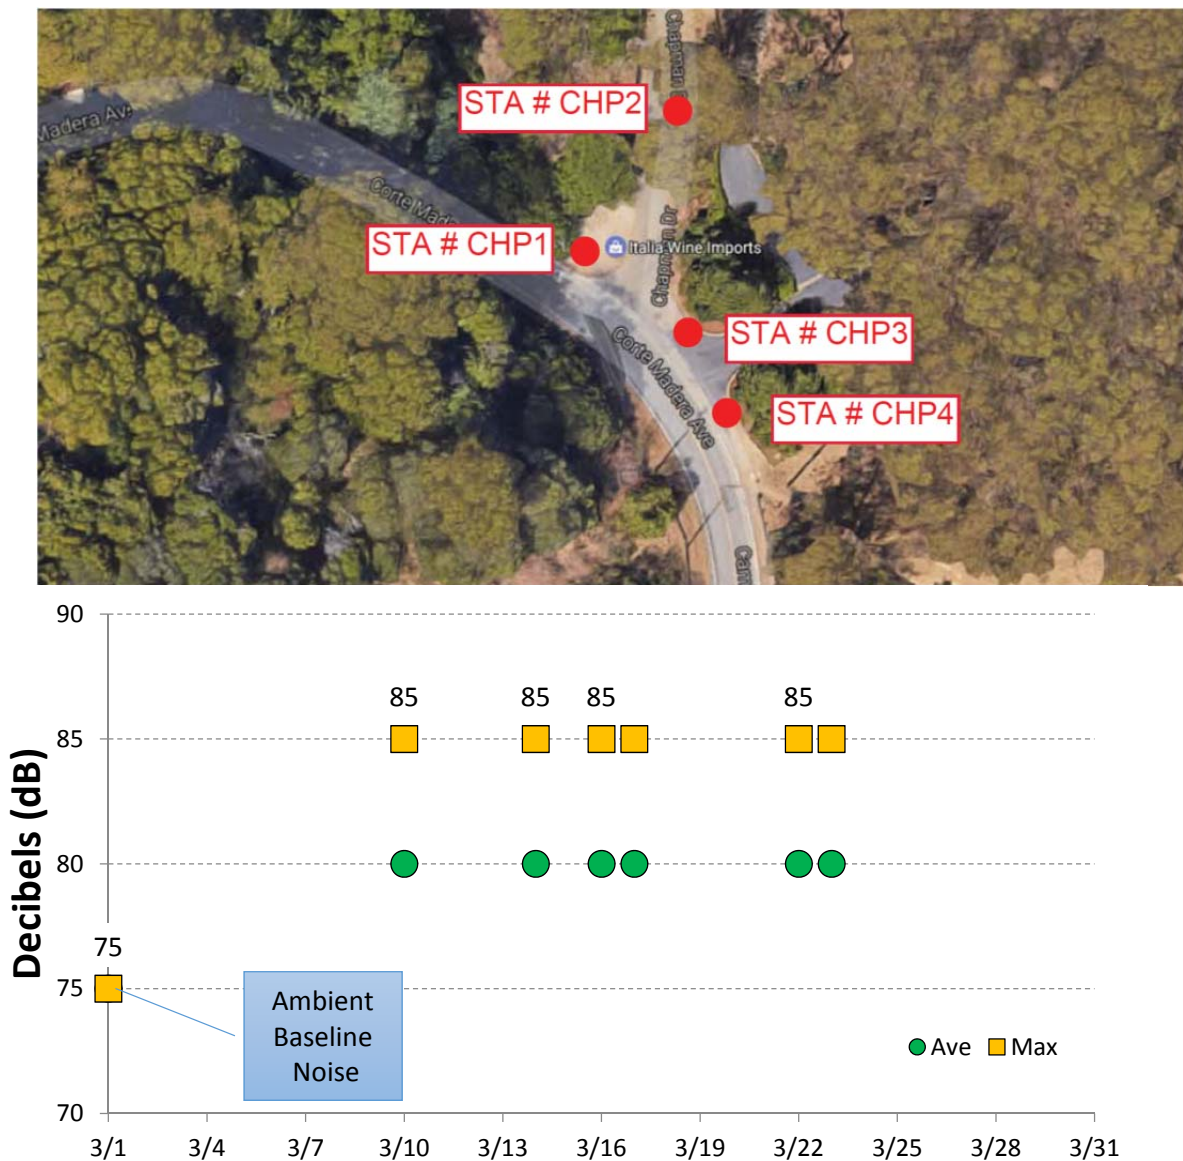 Chapman
STA # CHP2
Madera Av
Corte Mad
STA # CHP1
Italia Wine Imports
Chapman Dr
STA # CHP3
Corte Madera Ave
STA # CHP4
90
85 85 85 85
85
Decibels (dB)
80
75
75
Ambient
Baseline
Noise
Ave Max
70
3/1 3/4 3/7 3/10 3/13 3/16 3/19 3/22 3/25 3/28 3/31